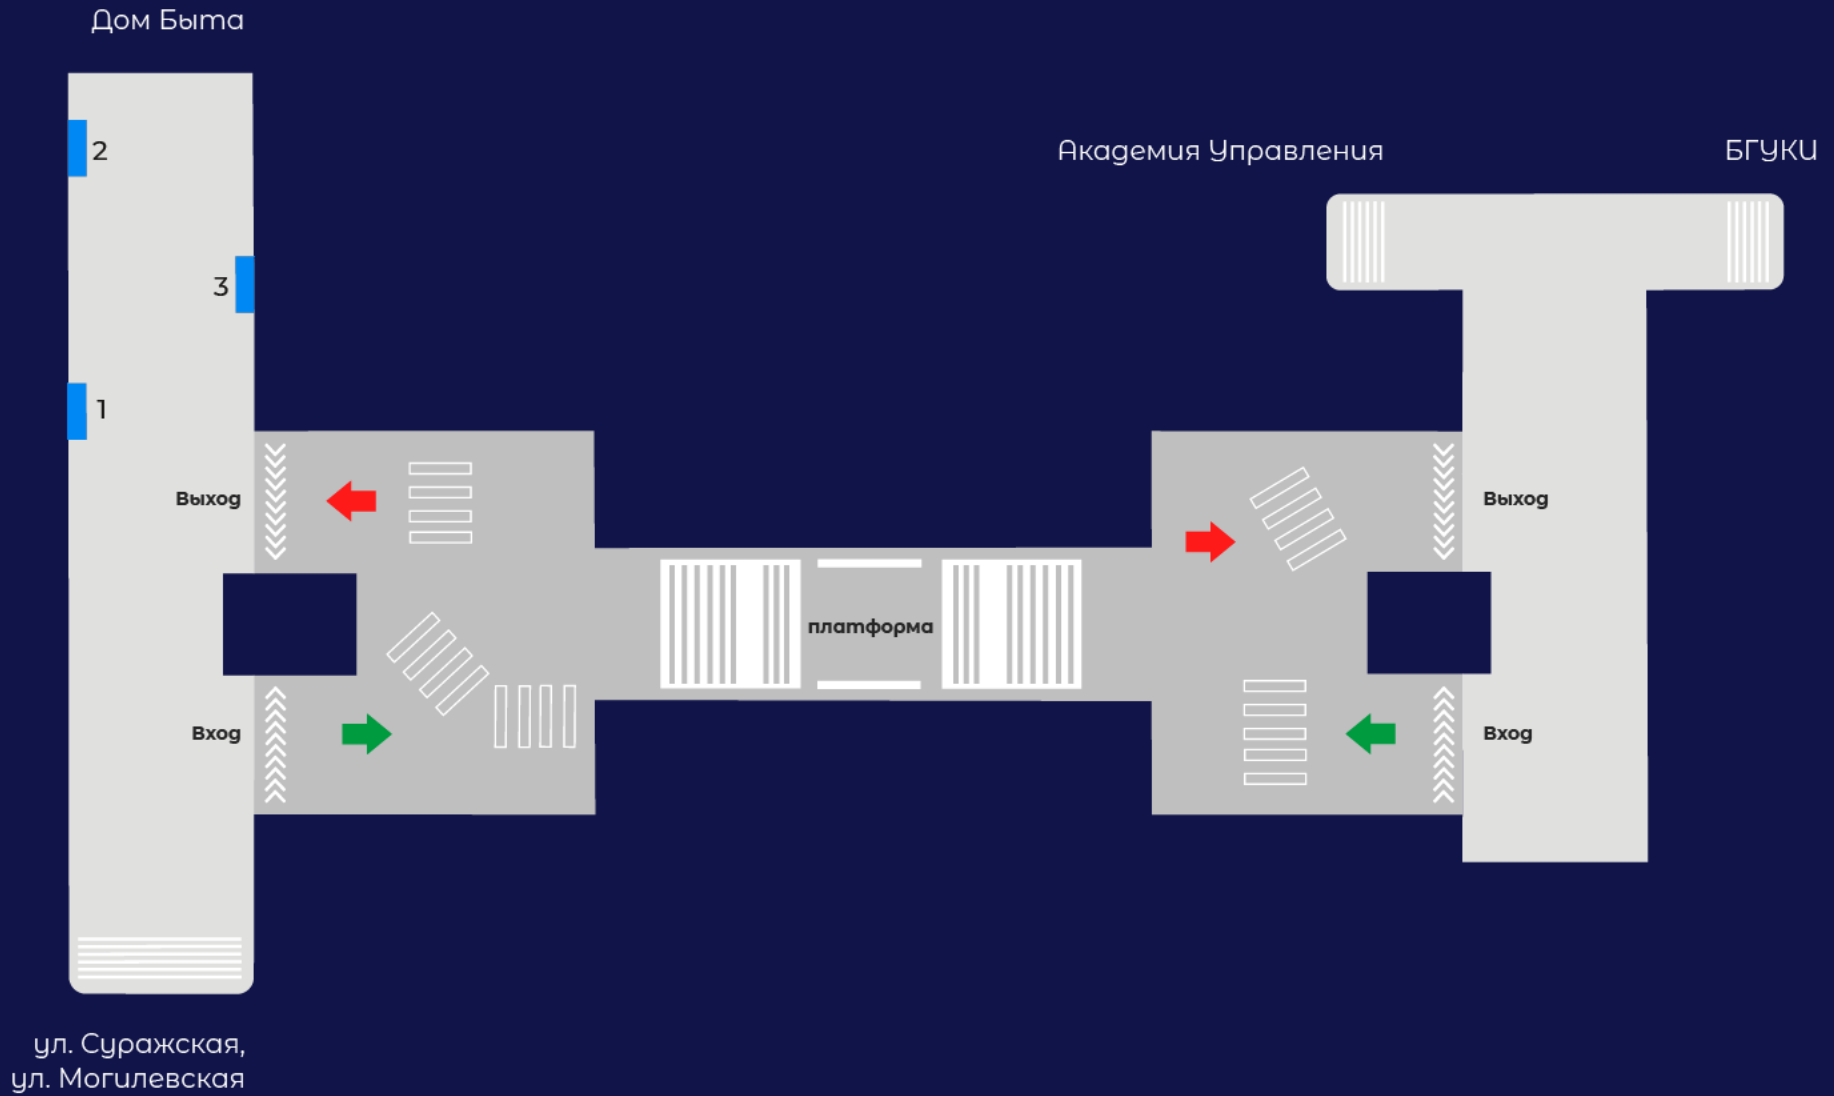 Дом Быта
Академия Управления
БГУКИ
2
3
1
Выход
Выход
платформа
Вход
Вход
ул. Суражская,
ул. Могилевская